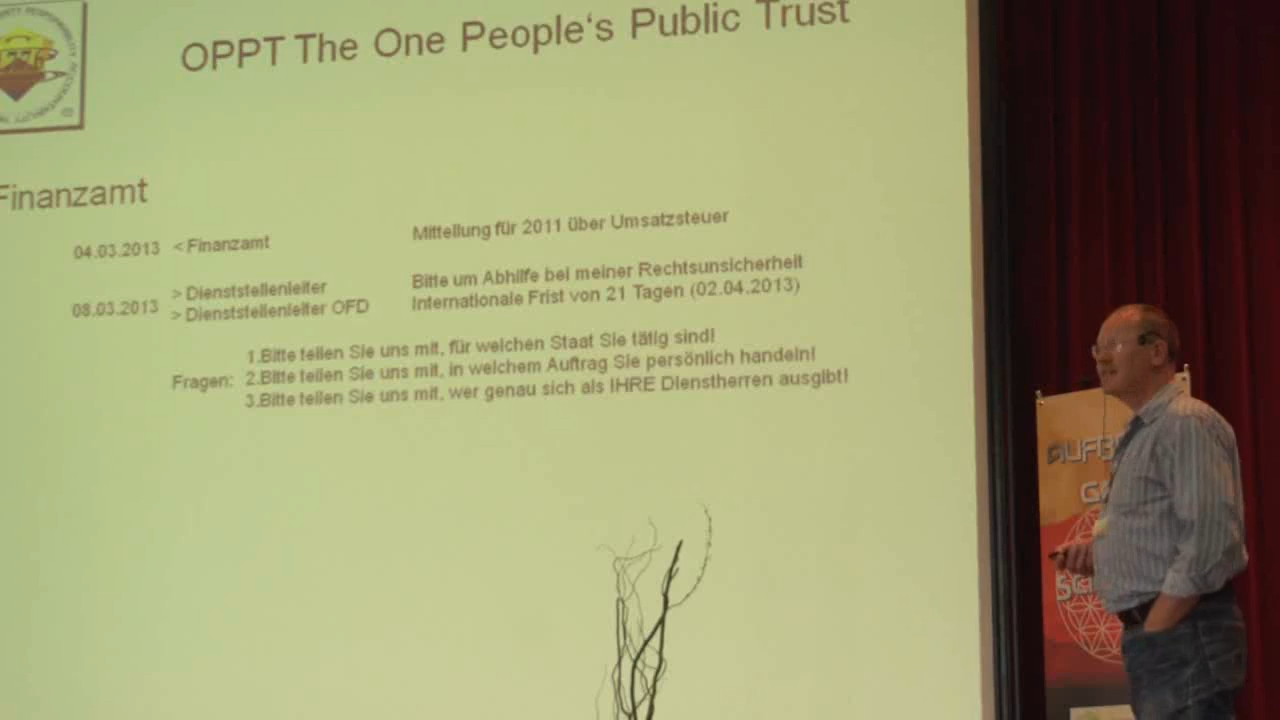 OPPT The One People's Public Trust
Finanzamt
04.03.2013 < Finanzamt Mitteilung für 2011 über Umsatzsteuer
> Dienststellenleiter Bitte um Abhilfe bei meiner Rechtsunsicherheit
08.03.2013 > Dienststellenleiter OFD Internationale Frist von 21 Tagen (02.04.2013)
1.Bitte teilen Sie uns mit, für welchen Staat Sie tätig sind!
Fragen: 2.Bitte teilen Sie uns mit, in welchem Auftrag Sie persönlich handeln!
3.Bitte teilen Sie uns mit, wer genau sich als IHRE Dienstherren ausgibt!